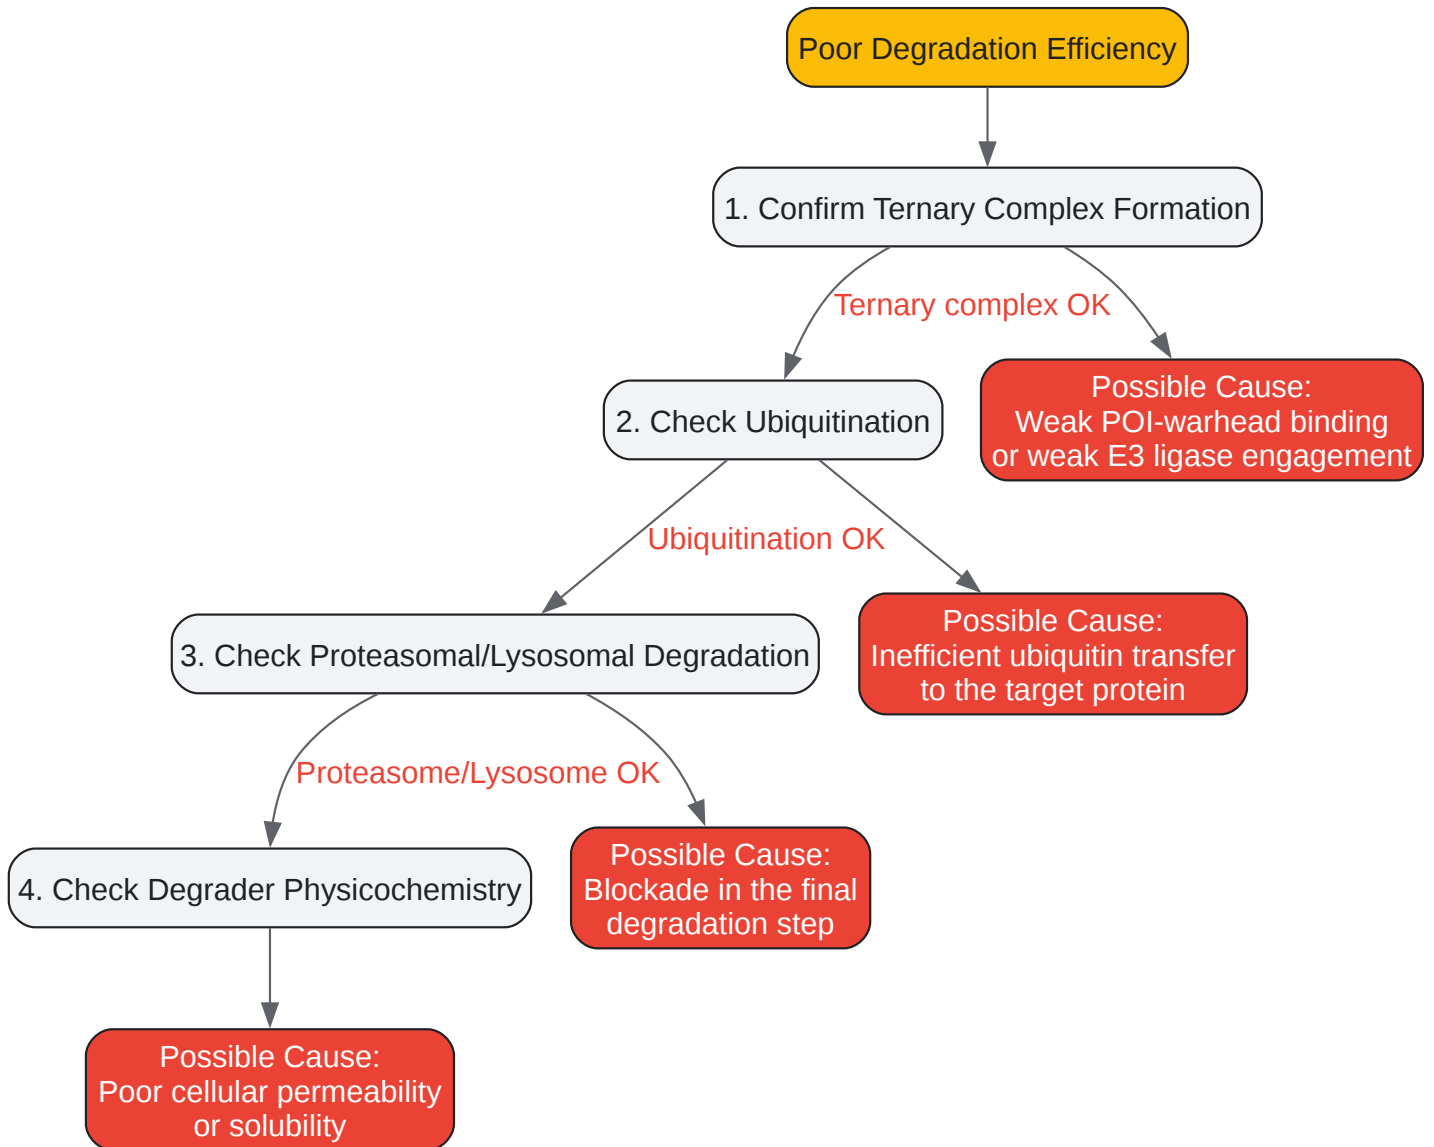 Poor Degradation Efficiency
1. Confirm Ternary Complex Formation
Ternary complex OK
2. Check Ubiquitination
Possible Cause:
Weak POI-warhead binding
or weak E3 ligase engagement
Ubiquitination OK
3. Check Proteasomal/Lysosomal Degradation
Possible Cause:
Inefficient ubiquitin transfer
to the target protein
Proteasome/Lysosome OK
4. Check Degrader Physicochemistry
Possible Cause:
Blockade in the final
degradation step
Possible Cause:
Poor cellular permeability
or solubility